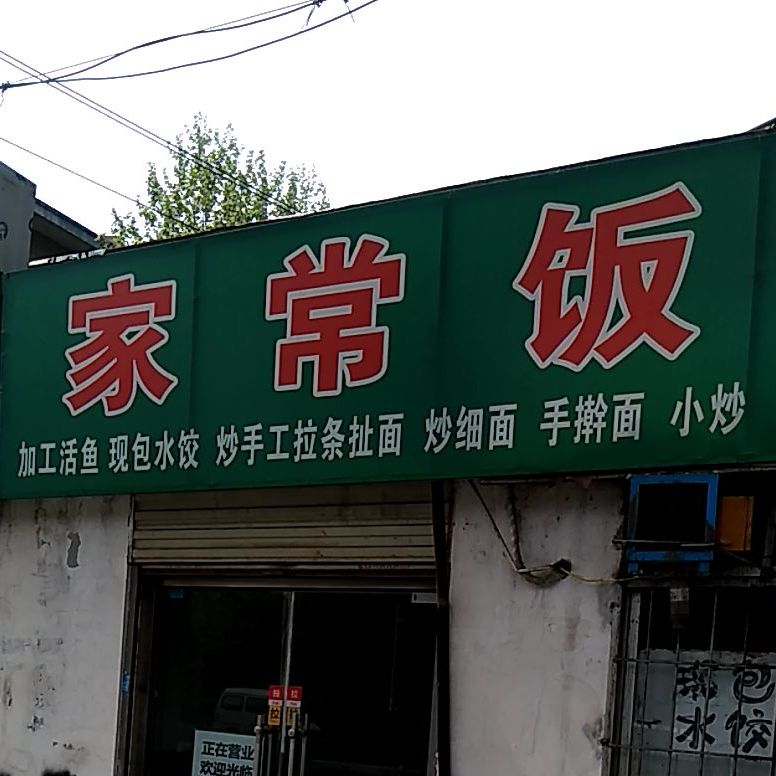 家常饭
加工活鱼 现包水饺 炒手工拉条扯面 炒细面 手擀面 小炒
拉 拉
正在营业
欢迎光临
现包
水饺